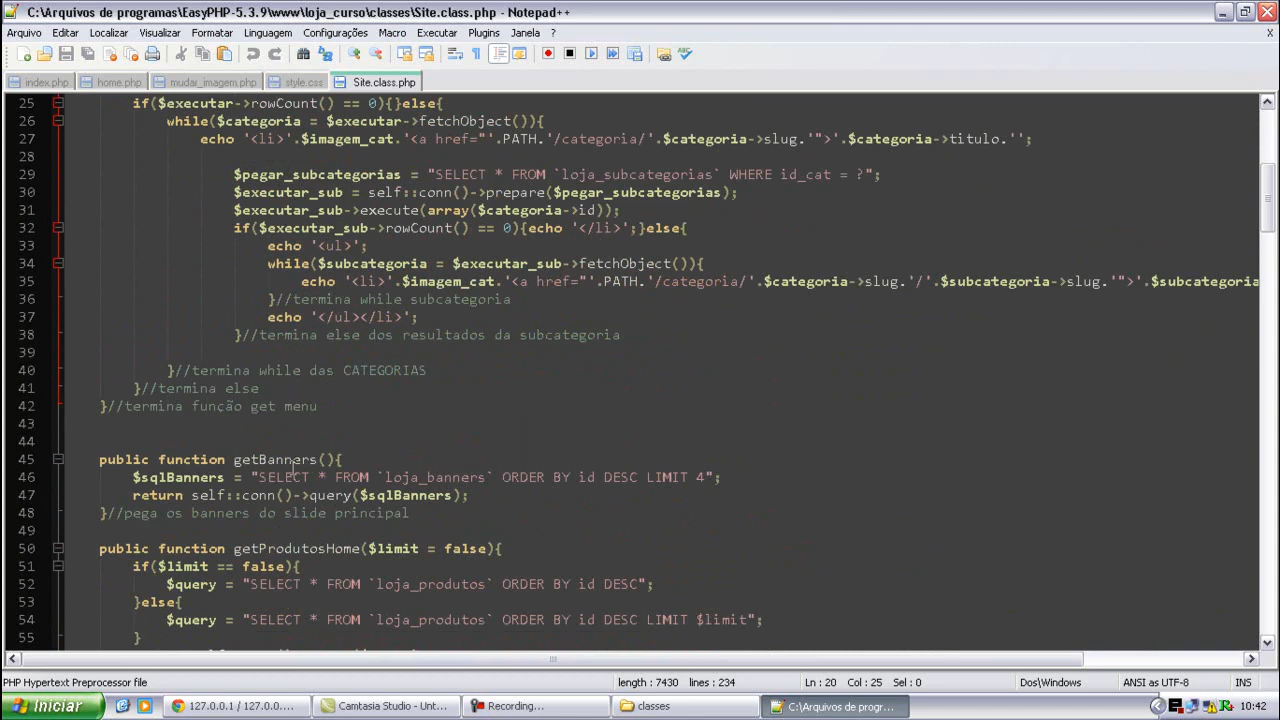 C:\Arquivos de programas\EasyPHP-5.3.9\www\loja_curso\classes\Site.class.php - Notepad++
Arquivo Editar Localizar Visualizar Formatar Linguagem Configurações Macro Executar Plugins Janela ? X
index.php home.php mudar_imagem.php style.css Site.class.php
25 if($executar->rowCount() == 0){}else{
26 while($categoria = $executar->fetchObject()){
27 echo '<li>'.$imagem_cat.'<a href="'.PATH.'/categoria/'.$categoria->slug.'">'.$categoria->titulo.'';
28
29 $pegar_subcategorias = "SELECT * FROM `loja_subcategorias` WHERE id_cat = ?";
30 $executar_sub = self::conn()->prepare($pegar_subcategorias);
31 $executar_sub->execute(array($categoria->id));
32 if($executar_sub->rowCount() == 0){echo '</li>';}else{
33 echo '<ul>';
34 while($subcategoria = $executar_sub->fetchObject()){
35 echo '<li>'.$imagem_cat.'<a href="'.PATH.'/categoria/'.$categoria->slug.'/'.$subcategoria->slug.'">'.$subcategoria
36 }//termina while subcategoria
37 echo '</ul></li>';
38 }//termina else dos resultados da subcategoria
39
40 }//termina while das CATEGORIAS
41 }//termina else
42 }//termina função get menu
43
44
45 public function getBanners(){
46 $sqlBanners = "SELECT * FROM `loja_banners` ORDER BY id DESC LIMIT 4";
47 return self::conn()->query($sqlBanners);
48 }//pega os banners do slide principal
49
50 public function getProdutosHome($limit = false){
51 if($limit == false){
52 $query = "SELECT * FROM `loja_produtos` ORDER BY id DESC";
53 }else{
54 $query = "SELECT * FROM `loja_produtos` ORDER BY id DESC LIMIT $limit";
55 }
PHP Hypertext Preprocessor file length : 7430 lines : 234 Ln : 20 Col : 25 Sel : 0 Dos\Windows ANSI as UTF-8 INS
Iniciar 127.0.0.1 / 127.0.0.... Camtasia Studio - Unt... Recording... classes C:\Arquivos de progr... 10:42